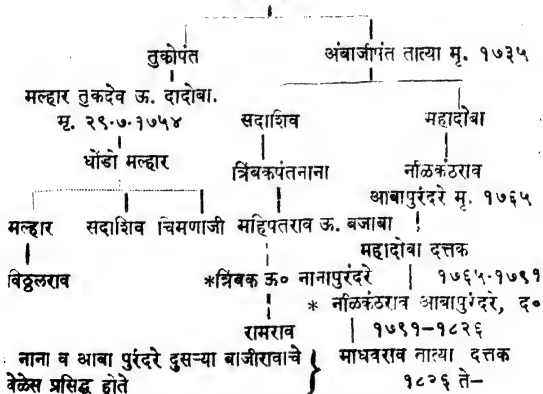 तुकोपंत अंबाजीपंत तात्या मृ. १७३५
मल्हार तुकदेव ऊ. दादोबा.
मृ. २९.७.१७५४ सदाशिव महादोबा
धोंडो मल्हार त्रिंबकपंतनाना नीळकंठराव
आबापुरंदरे मृ. १७६५
मल्हार सदाशिव चिमणाजी महिपतराव ऊ. बजाबा
महादोबा दत्तक
विठ्ठलराव *त्रिंबक ऊ० नानापुरंदरे १७६५-१७९१
* नीळकंठराव आबापुरंदरे, द०
रामराव १७९१-१८२६
नाना व आबा पुरंदरे दुसऱ्या बाजीरावाचे माधवराव तात्या दत्तक
वेळेस प्रसिद्ध होते १८२६ ते-